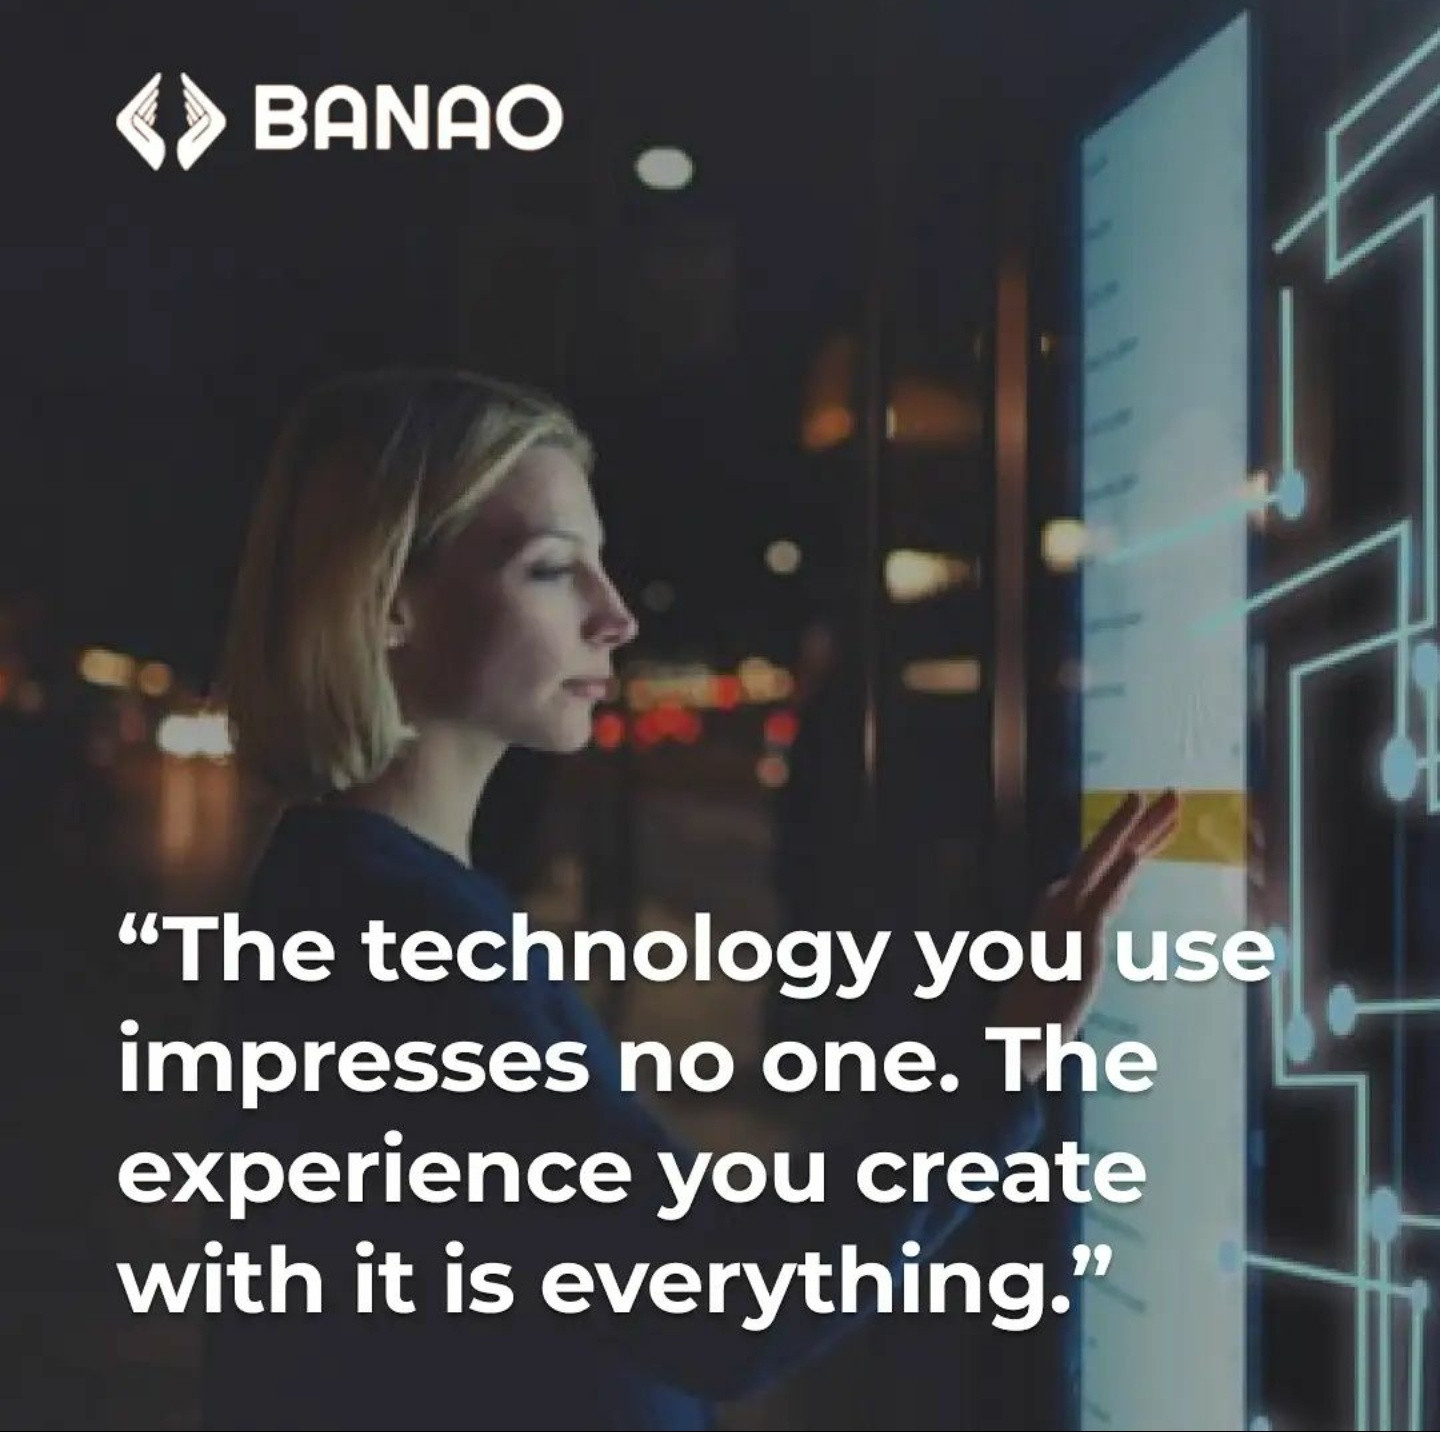 BANAO
“The technology you use
impresses no one. The
experience you create
with it is everything.”